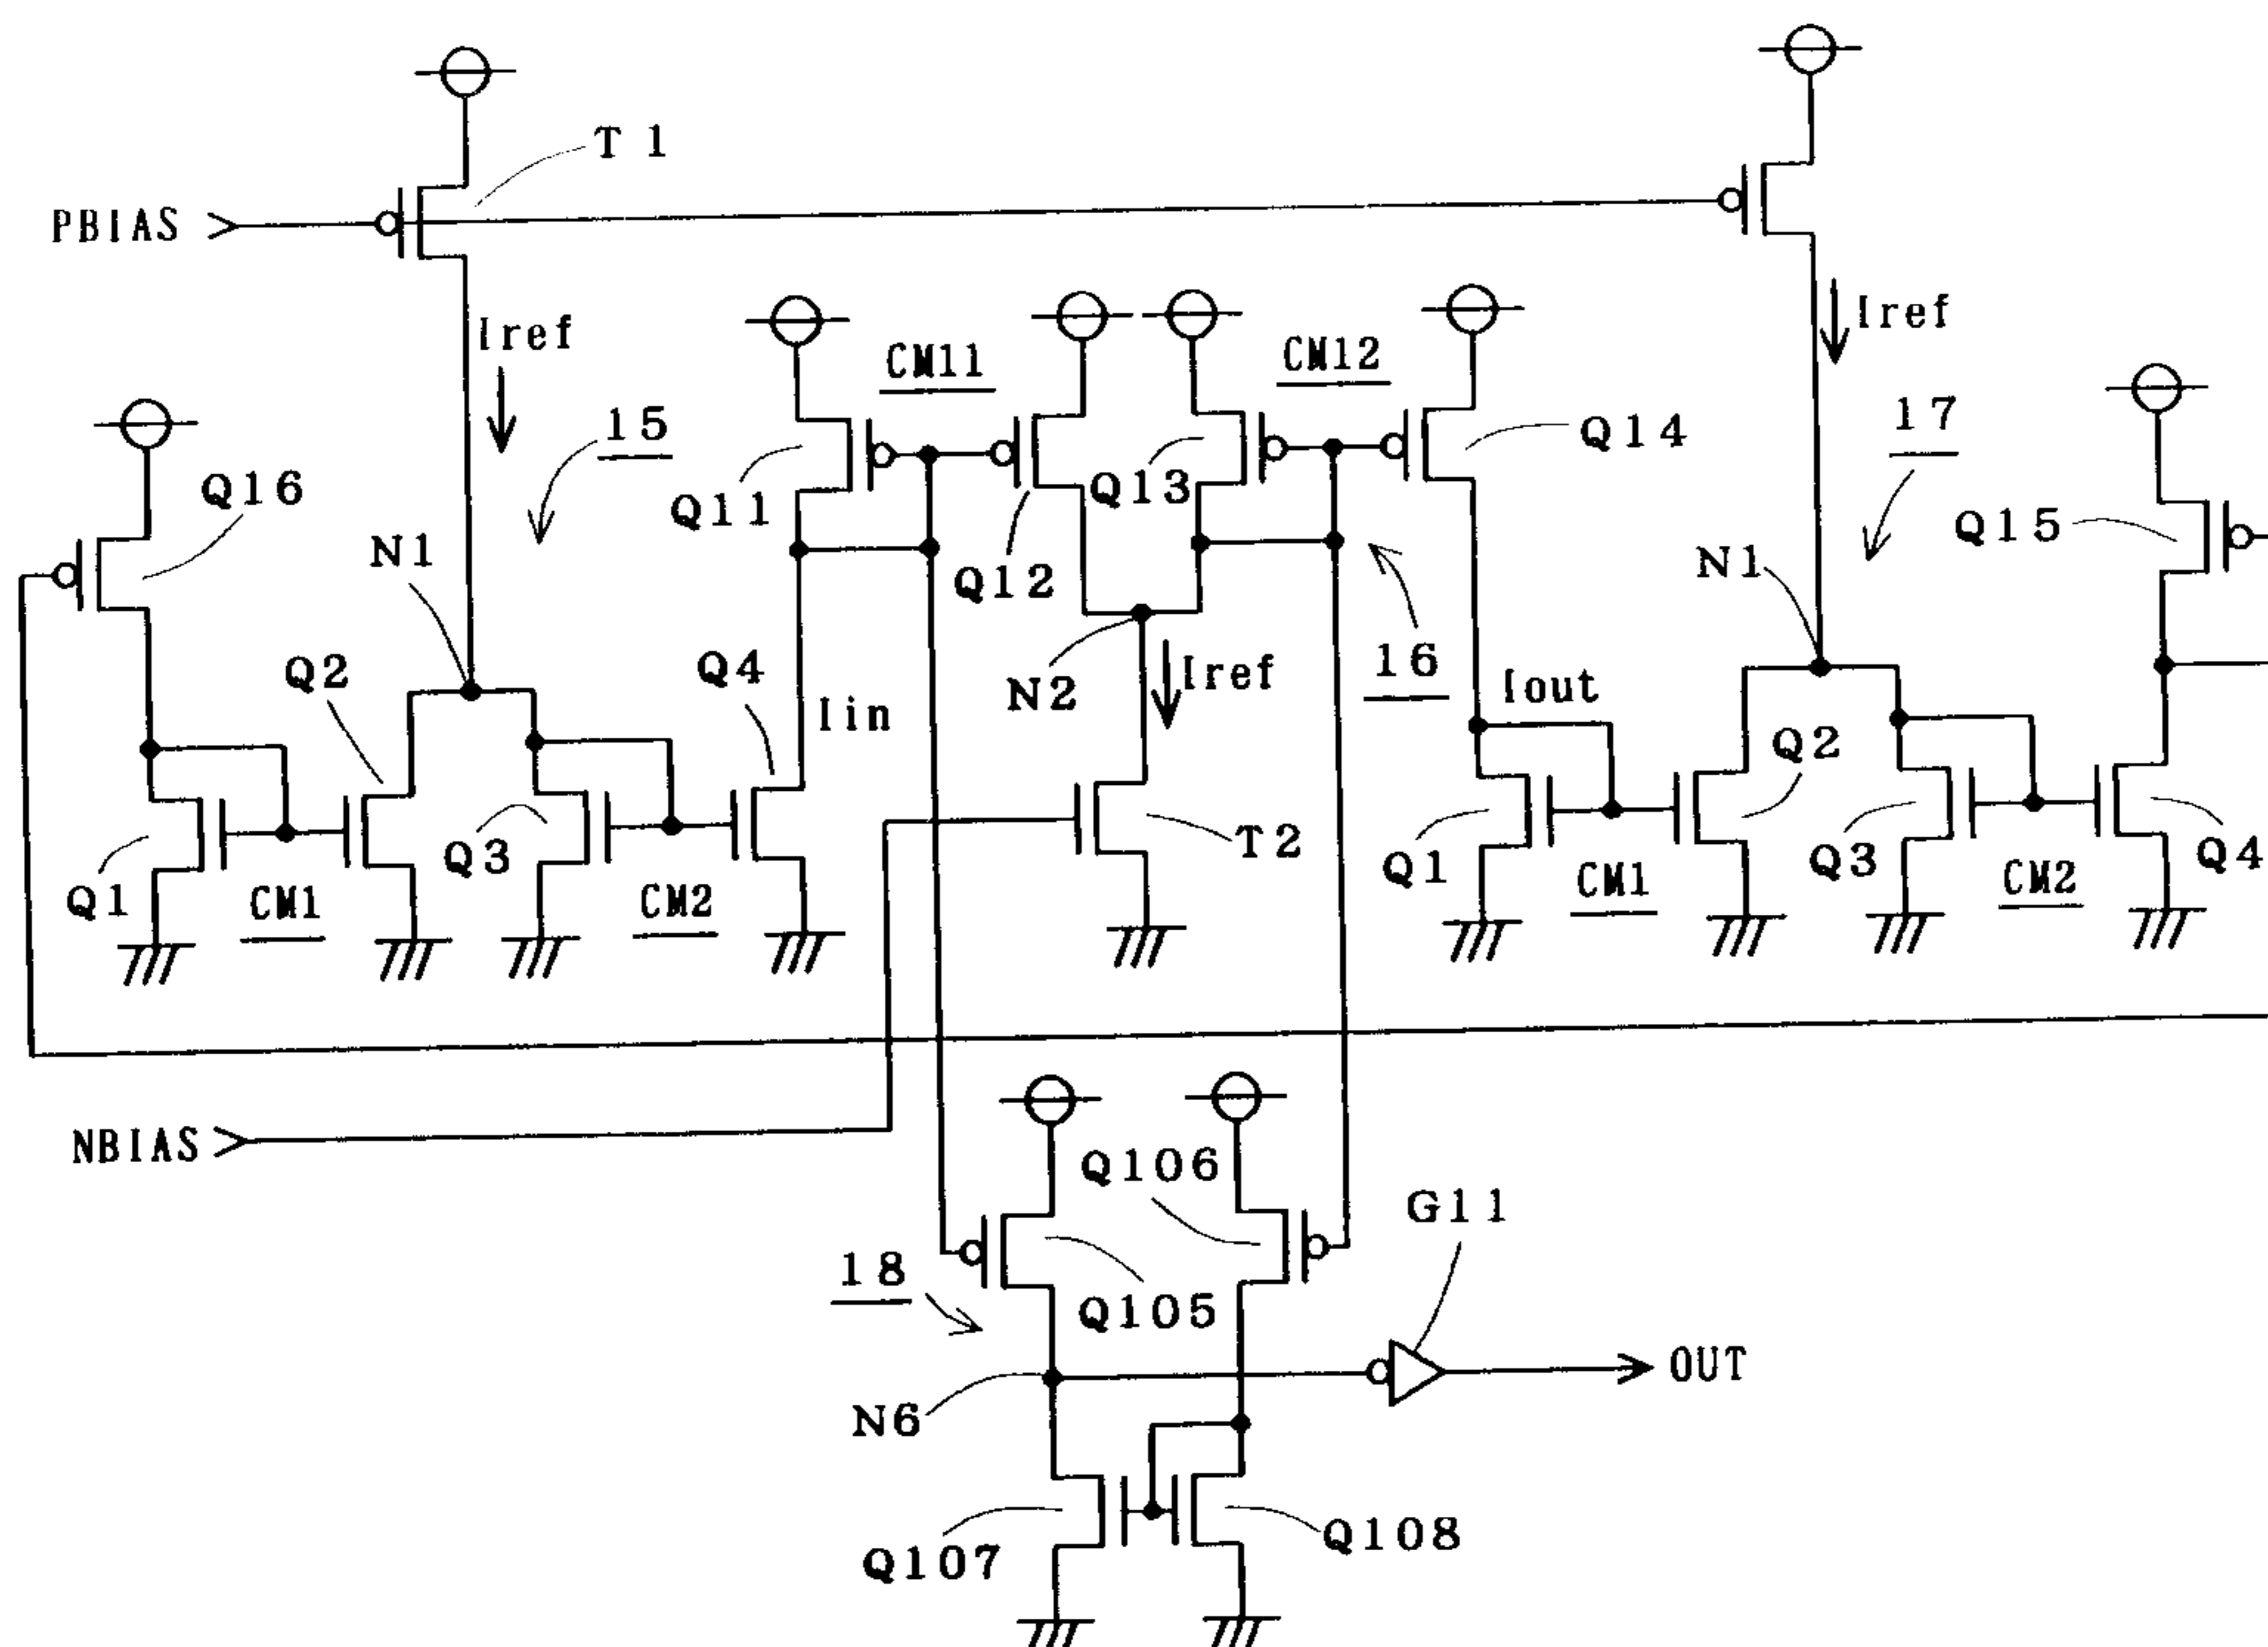 T 1
PBIAS
Iref
Iref
CM11
CM12
15
17
Q14
Q16
Q11
Q13
Q15
N1
Q12
N1
Q2
Q4
N2
Iref
16
Iout
Iin
Q2
Q1
Q3
T2
Q1
Q3
Q4
CM1
CM2
CM1
CM2
NBIAS
Q106
G11
18
Q105
OUT
N6
Q107
Q108